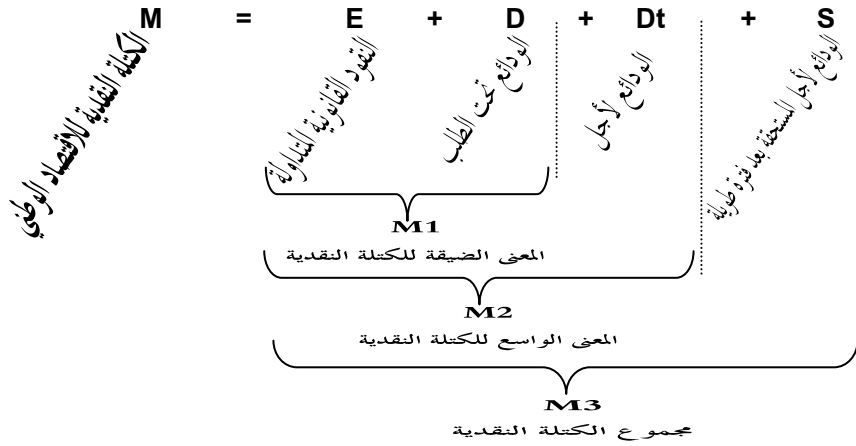 M = E + D + Dt + S
الكتلة النقدية للاقتصاد الوطني
النقود القانونية المتداولة
الودائع تحت الطلب
الودائع لأجل
الودائع لأجل المستحقة بعد فترة طويلة
M1
المعنى الضيقة للكتلة النقدية
M2
المعنى الواسع للكتلة النقدية
M3
مجموع الكتلة النقدية